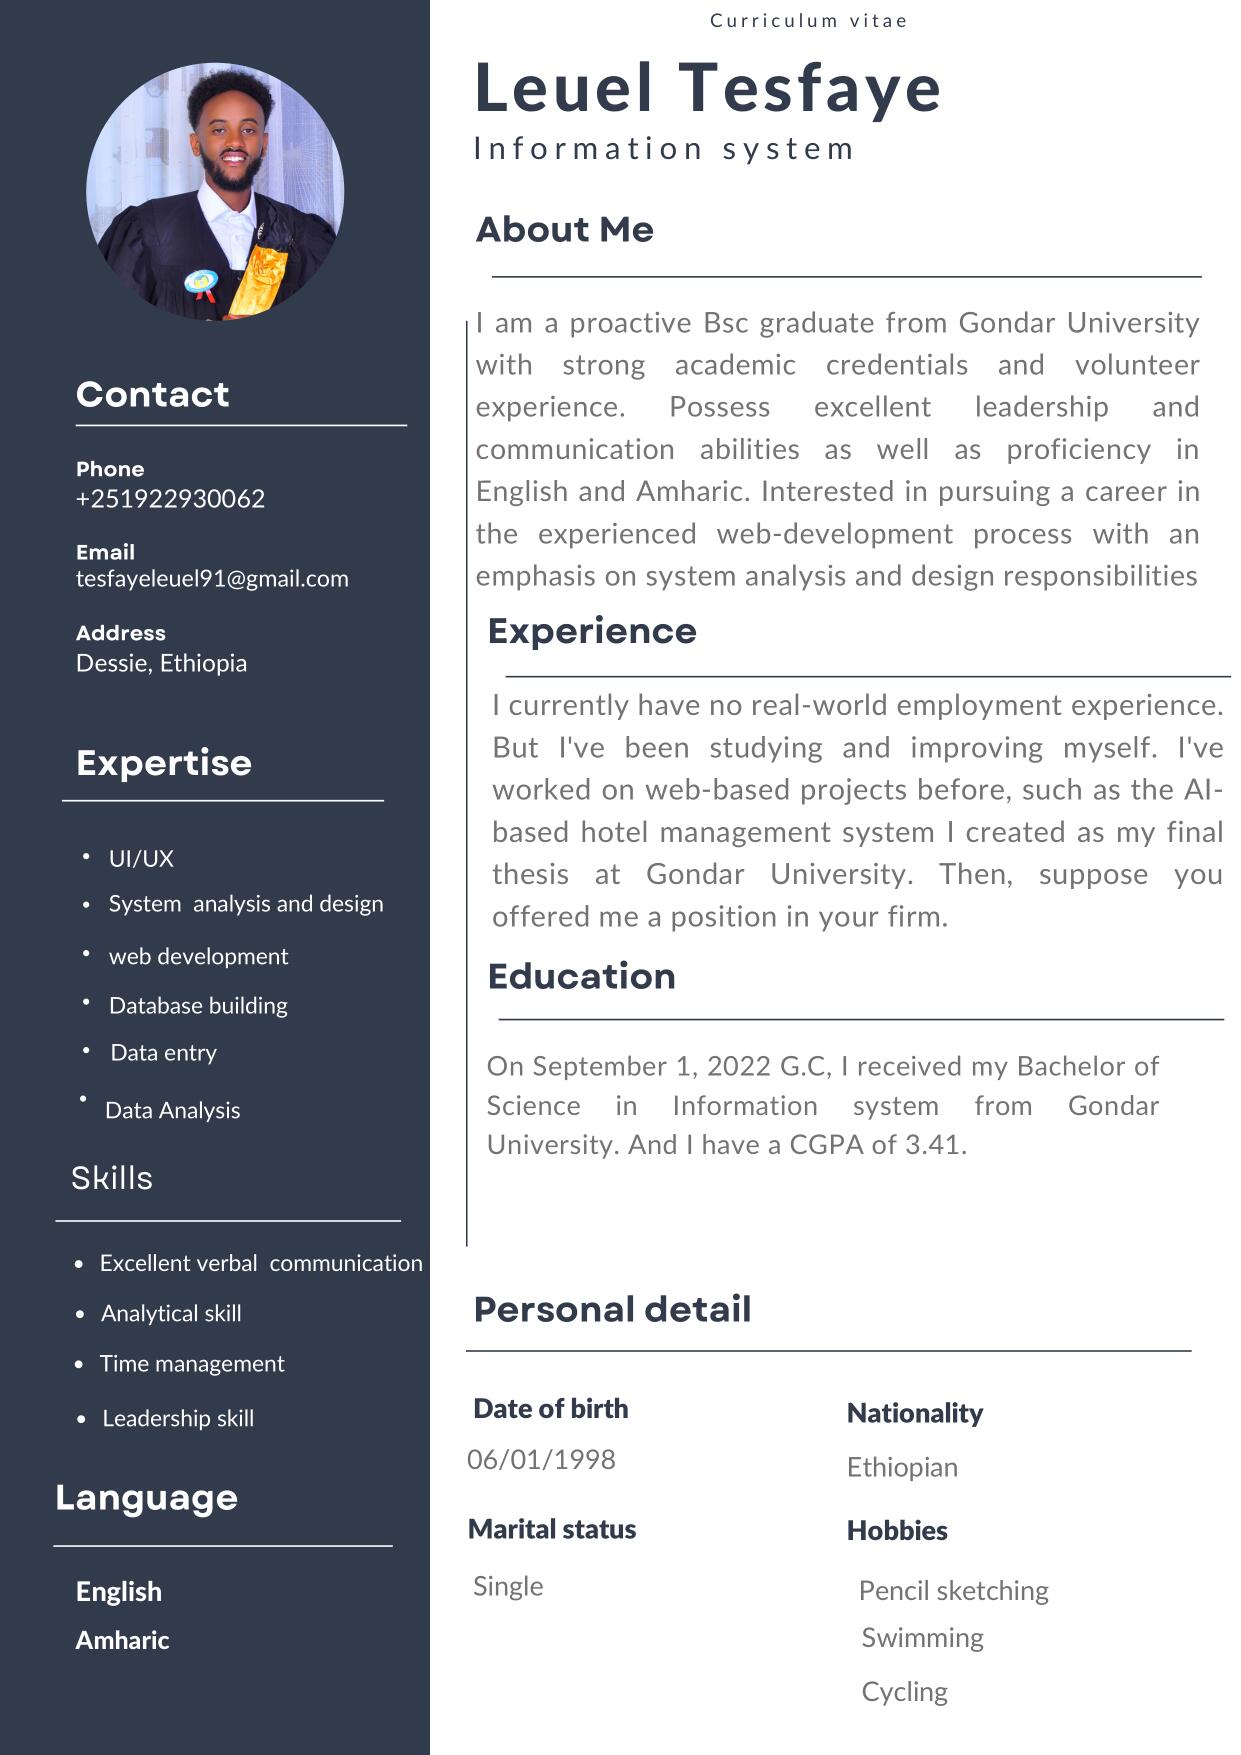 Curriculum vitae
Leuel Tesfaye
Information system
Contact
Phone
+251922930062
Email
tesfayeleuel91@gmail.com
Address
Dessie, Ethiopia
Expertise
• UI/UX
• System analysis and design
• web development
• Database building
• Data entry
• Data Analysis
Skills
• Excellent verbal communication
• Analytical skill
• Time management
• Leadership skill
Language
English
Amharic
About Me
I am a proactive Bsc graduate from Gondar University
with strong academic credentials and volunteer
experience. Possess excellent leadership and
communication abilities as well as proficiency in
English and Amharic. Interested in pursuing a career in
the experienced web-development process with an
emphasis on system analysis and design responsibilities
Experience
I currently have no real-world employment experience.
But I've been studying and improving myself. I've
worked on web-based projects before, such as the AI-
based hotel management system I created as my final
thesis at Gondar University. Then, suppose you
offered me a position in your firm.
Education
On September 1, 2022 G.C, I received my Bachelor of
Science in Information system from Gondar
University. And I have a CGPA of 3.41.
Personal detail
Date of birth
06/01/1998
Nationality
Ethiopian
Marital status
Single
Hobbies
Pencil sketching
Swimming
Cycling